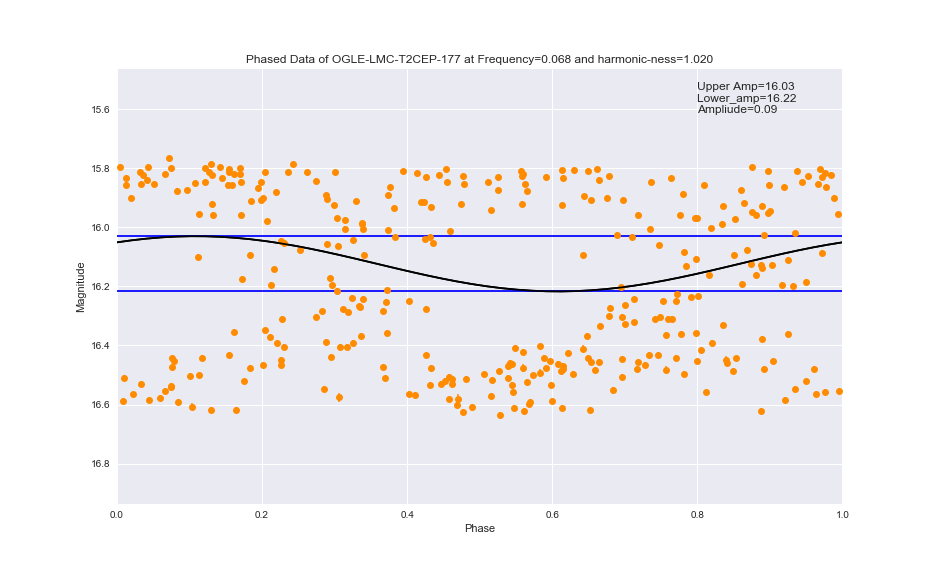 Phased Data of OGLE-LMC-T2CEP-177 at Frequency=0.068 and harmonic-ness=1.020
Upper Amp=16.03
Lower_amp=16.22
Ampliude=0.09
15.6
15.8
16.0
16.2
16.4
16.6
16.8
Magnitude
0.0 0.2 0.4 0.6 0.8 1.0
Phase